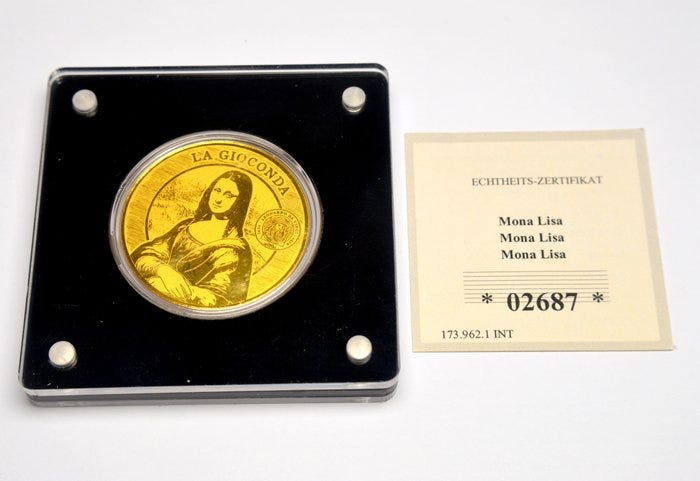 LA GIOCONDA
ECHTHEITS-ZERTIFIKAT
Mona Lisa
Mona Lisa
Mona Lisa
* 02687 *
173.962.1 INT